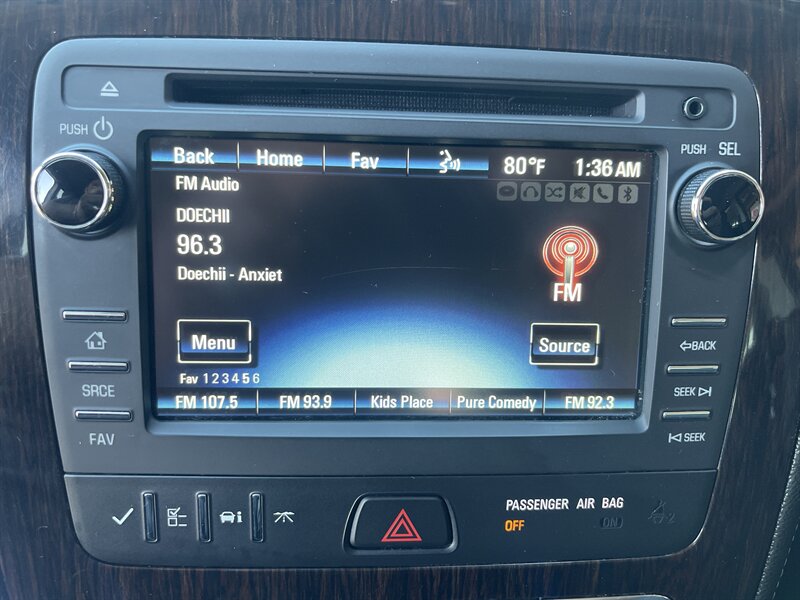 PUSH
PUSH SEL
Back Home Fav 80°F 1:36 AM
FM Audio
DOECHII
96.3
Doechii - Anxiet
FM
Menu
Source
Fav 1 2 3 4 5 6
FM 107.5 FM 93.9 Kids Place Pure Comedy FM 92.3
BACK
SRCE
SEEK
FAV
SEEK
PASSENGER AIR BAG
OFF ON
2